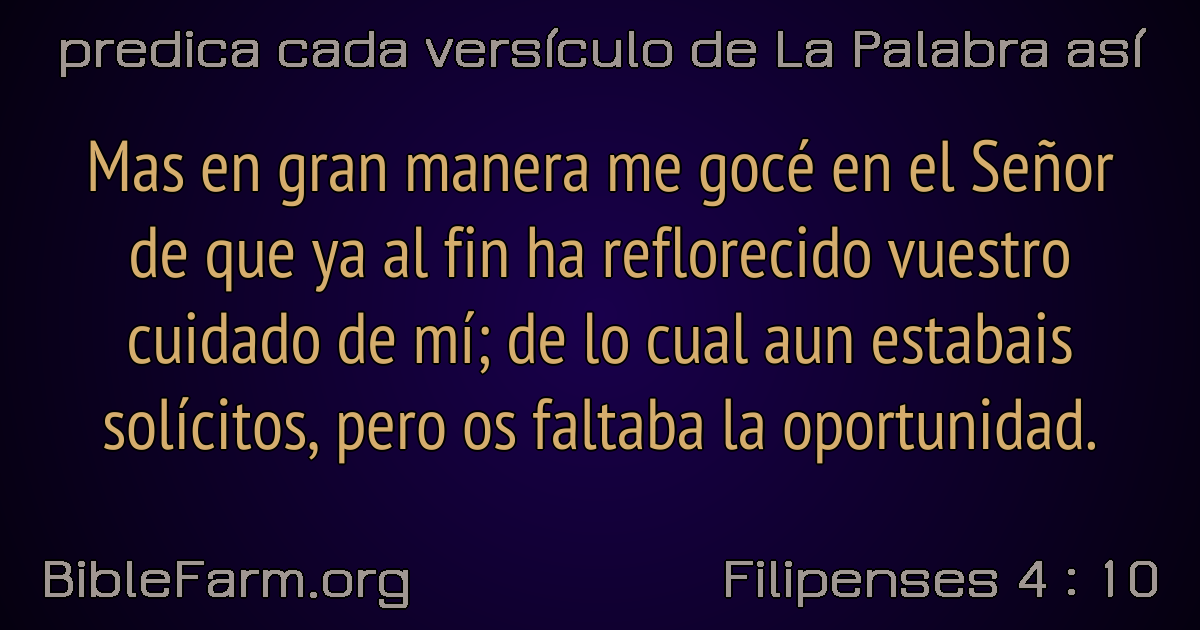 predica cada versículo de La Palabra así
Mas en gran manera me gocé en el Señor
de que ya al fin ha reflorecido vuestro
cuidado de mí; de lo cual aun estabais
solícitos, pero os faltaba la oportunidad.
BibleFarm.org
Filipenses 4 : 10